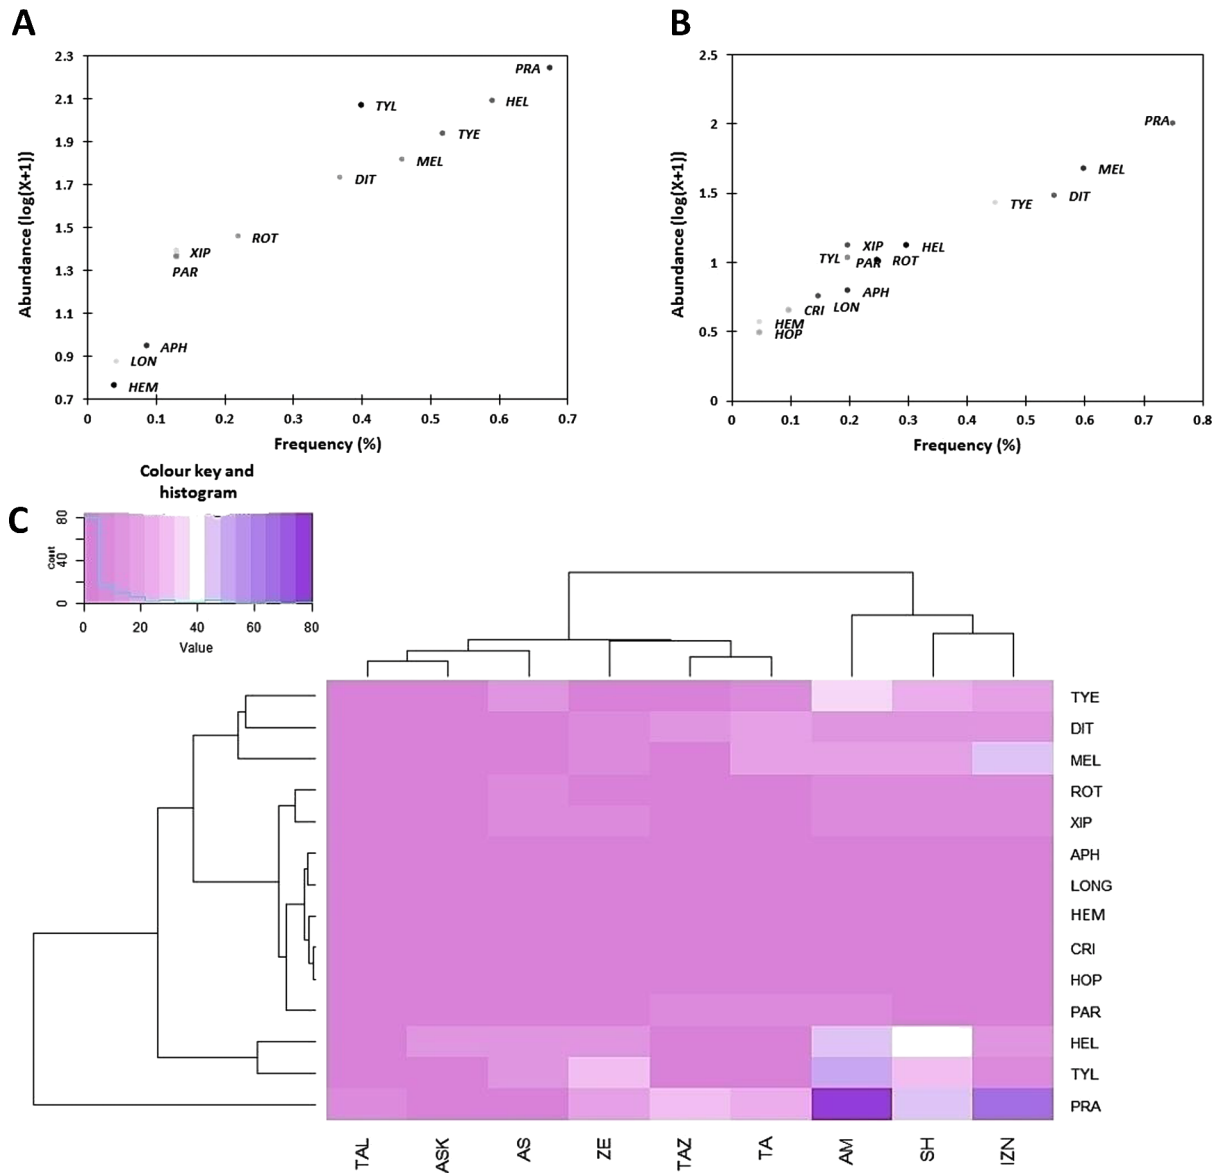 A
2.3
2.1
1.9
1.7
1.5
1.3
1.1
0.9
0.7
Abundance (log(X+1))
PRA
HEL
TYL
TYE
MEL
DIT
ROT
XIP
PAR
APH
LON
HEM
0 0.1 0.2 0.3 0.4 0.5 0.6 0.7
Frequency (%)
B
2.5
2
1.5
1
0.5
0
Abundance (log(X+1))
PRA
MEL
DIT
TYE
XIP
HEL
TYL
PAR
ROT
APH
CRI
LON
HEM
HOP
0 0.1 0.2 0.3 0.4 0.5 0.6 0.7 0.8
Frequency (%)
C
Colour key and
histogram
80
40
0
Cont
0 20 40 60 80
Value
TYE
DIT
MEL
ROT
XIP
APH
LONG
HEM
CRI
HOP
PAR
HEL
TYL
PRA
TAL ASK AS ZE TAZ TA AM SH IZN